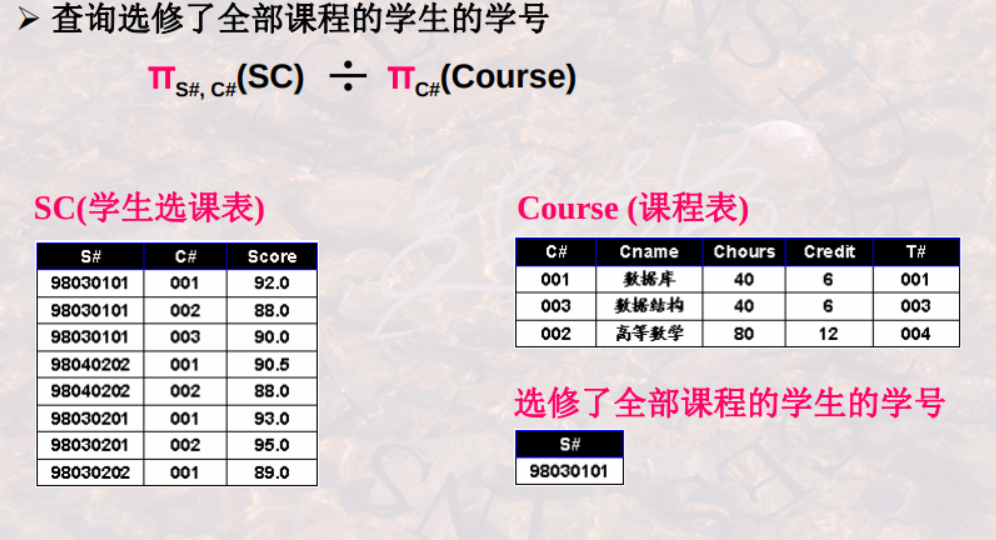 ➢ 查询选修了全部课程的学生的学号
πS#, C#(SC) ÷ πC#(Course)
SC(学生选课表)
S# C# Score
98030101 001 92.0
98030101 002 88.0
98030101 003 90.0
98040202 001 90.5
98040202 002 88.0
98030201 001 93.0
98030201 002 95.0
98030202 001 89.0
Course (课程表)
C# Cname Chours Credit T#
001 数据库 40 6 001
003 数据结构 40 6 003
002 高等数学 80 12 004
选修了全部课程的学生的学号
S#
98030101